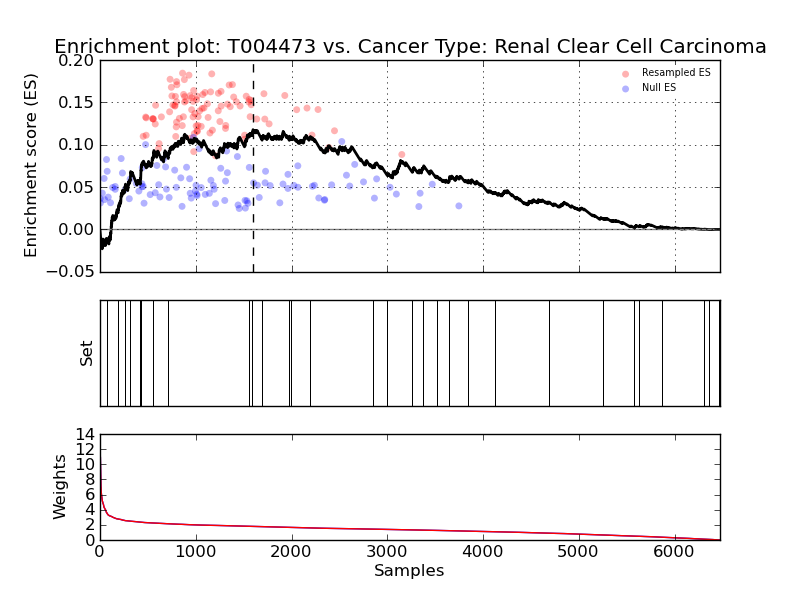 Enrichment plot: T004473 vs. Cancer Type: Renal Clear Cell Carcinoma
Enrichment score (ES)
0.20
0.15
0.10
0.05
0.00
−0.05
Resampled ES
Null ES
Set
Weights
14
12
10
8
6
4
2
0
0 1000 2000 3000 4000 5000 6000
Samples